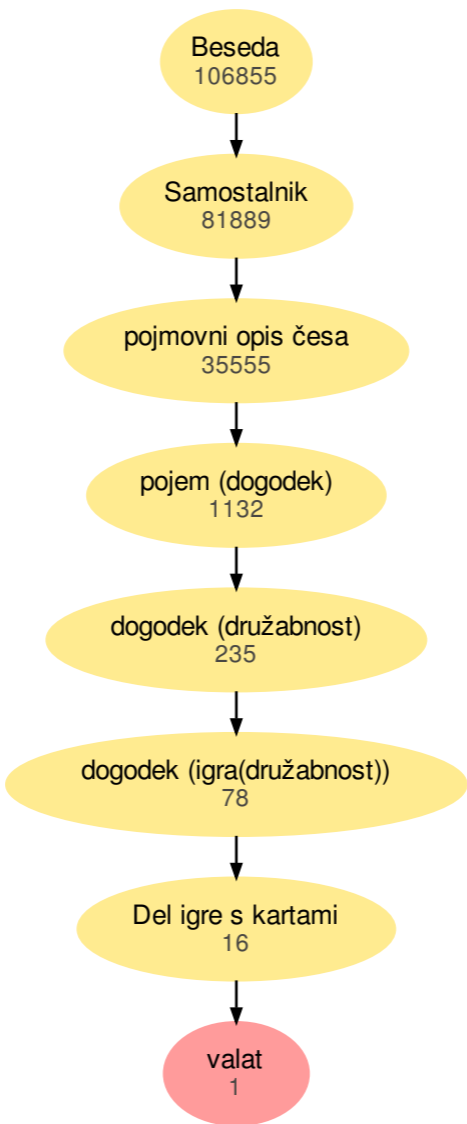 Beseda
106855
Samostalnik
81889
pojmovni opis česa
35555
pojem (dogodek)
1132
dogodek (družabnost)
235
dogodek (igra(družabnost))
78
Del igre s kartami
16
valat
1